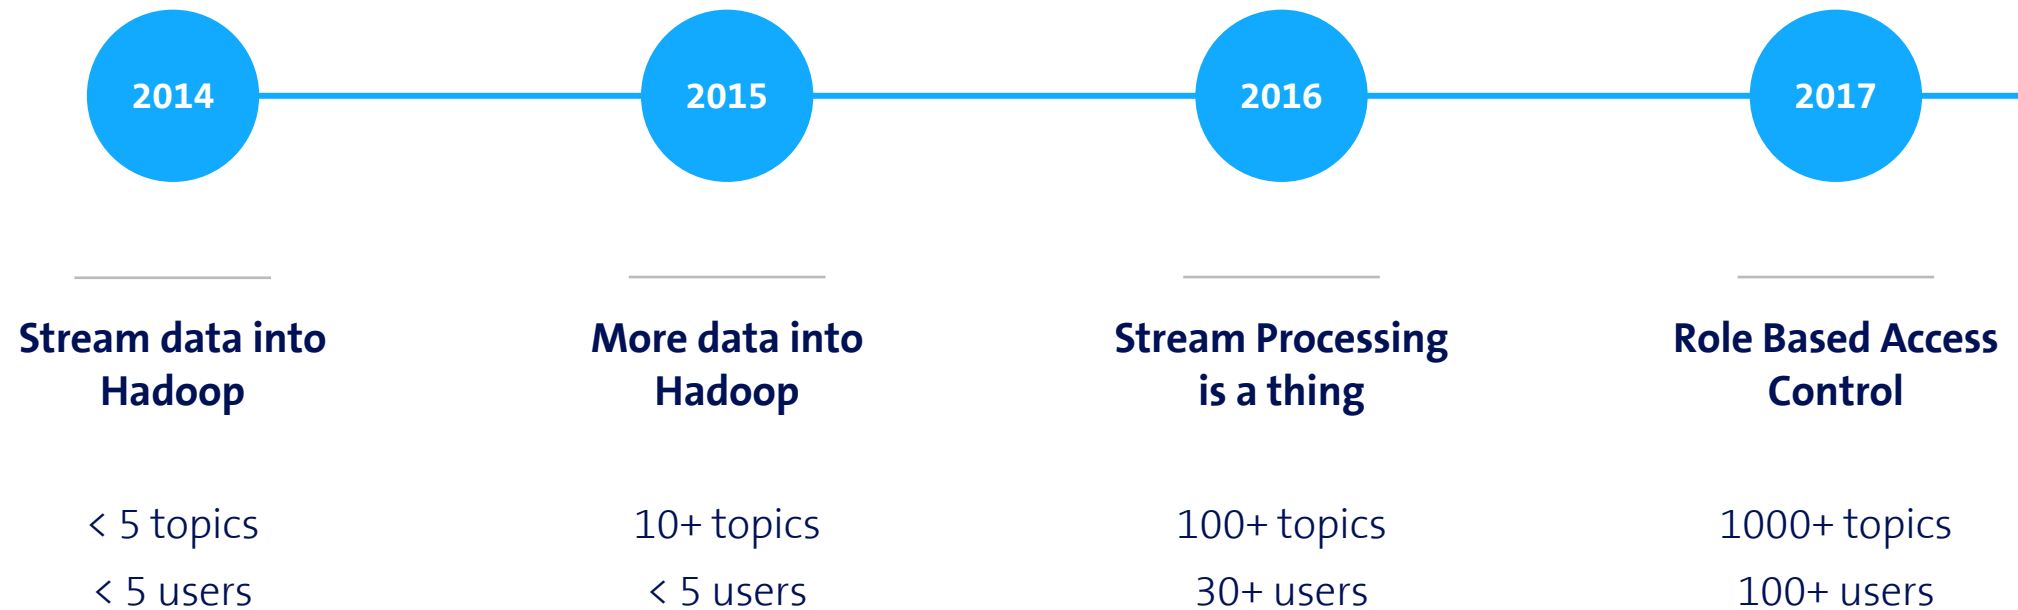 2014
2015
2016
2017
Stream data into
Hadoop
More data into
Hadoop
Stream Processing
is a thing
Role Based Access
Control
< 5 topics
10+ topics
100+ topics
1000+ topics
< 5 users
< 5 users
30+ users
100+ users